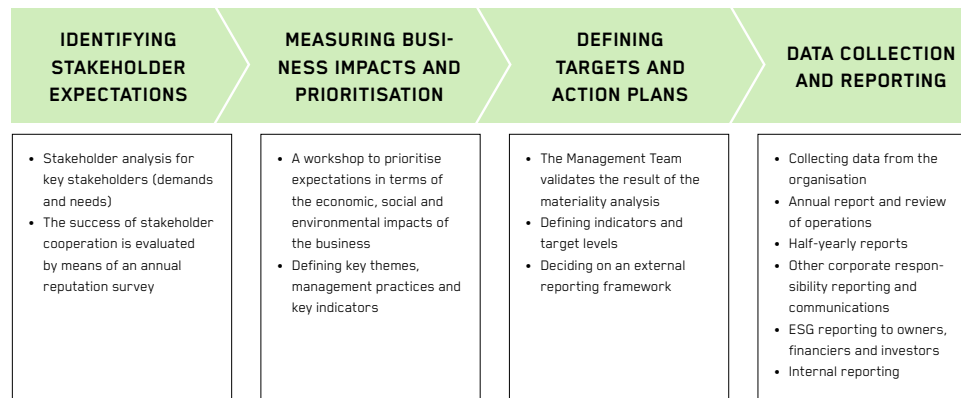 IDENTIFYING
STAKEHOLDER
EXPECTATIONS
MEASURING BUSI-
NESS IMPACTS AND
PRIORITISATION
DEFINING
TARGETS AND
ACTION PLANS
DATA COLLECTION
AND REPORTING
• Stakeholder analysis for
key stakeholders (demands
and needs)
• The success of stakeholder
cooperation is evaluated
by means of an annual
reputation survey
• A workshop to prioritise
expectations in terms of
the economic, social and
environmental impacts of
the business
• Defining key themes,
management practices and
key indicators
• The Management Team
validates the result of the
materiality analysis
• Defining indicators and
target levels
• Deciding on an external
reporting framework
• Collecting data from the
organisation
• Annual report and review
of operations
• Half-yearly reports
• Other corporate respon-
sibility reporting and
communications
• ESG reporting to owners,
financiers and investors
• Internal reporting